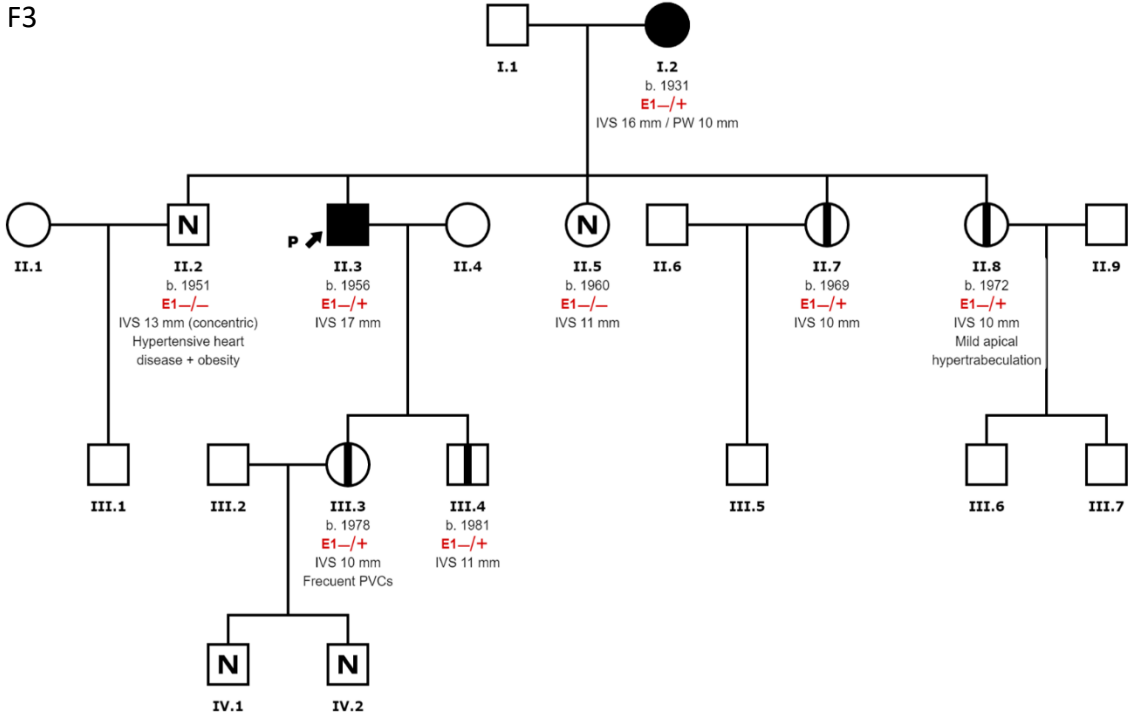 F3
I.1
I.2
b. 1931
E1—/+
IVS 16 mm / PW 10 mm
N
P
N
II.1
II.2
b. 1951
E1—/—
IVS 13 mm (concentric)
Hypertensive heart
disease + obesity
II.3
b. 1956
E1—/+
IVS 17 mm
II.4
II.5
b. 1960
E1—/—
IVS 11 mm
II.6
II.7
b. 1969
E1—/+
IVS 10 mm
II.8
b. 1972
E1—/+
IVS 10 mm
Mild apical
hypertrabeculation
II.9
III.1
III.2
III.3
b. 1978
E1—/+
IVS 10 mm
Frecuent PVCs
III.4
b. 1981
E1—/+
IVS 11 mm
III.5
III.6
III.7
N
N
IV.1
IV.2